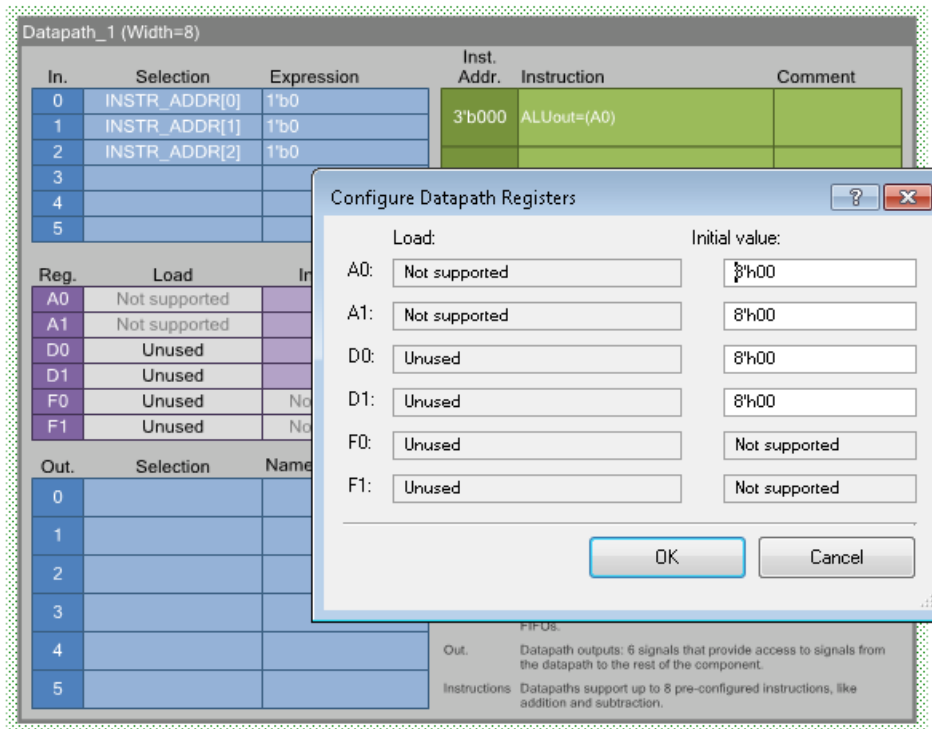 Datapath_1 (Width=8)
In. Selection Expression Inst. Addr. Instruction Comment
0 INSTR_ADDR[0] 1'b0
1 INSTR_ADDR[1] 1'b0
2 INSTR_ADDR[2] 1'b0
3
4
5
3'b000 ALUout=(A0)
Reg. Load In
A0 Not supported
A1 Not supported
D0 Unused
D1 Unused
F0 Unused No
F1 Unused No
Out. Selection Name
0
1
2
3
4
5
Configure Datapath Registers
Load: Initial value:
A0: Not supported 8'h00
A1: Not supported 8'h00
D0: Unused 8'h00
D1: Unused 8'h00
F0: Unused Not supported
F1: Unused Not supported
OK Cancel
FIFOs.
Out. Datapath outputs: 6 signals that provide access to signals from
the datapath to the rest of the component.
Instructions Datapaths support up to 8 pre-configured instructions, like
addition and subtraction.